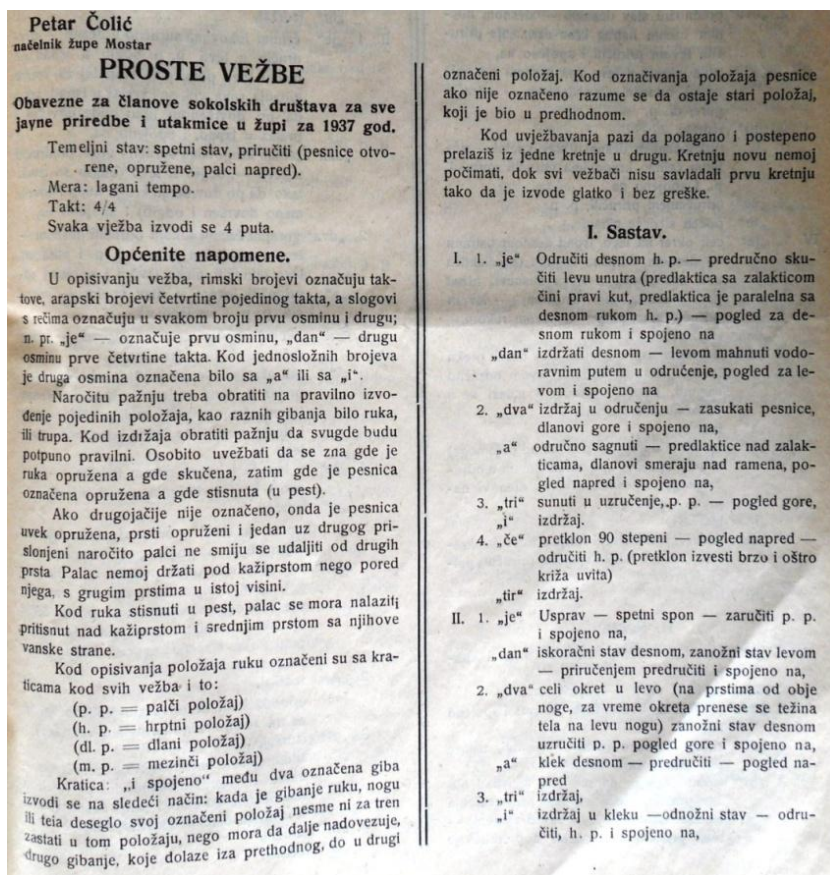 Petar Čolić
načelnik župe Mostar
PROSTE VEŽBE
Obavezne za članove sokolskih društava za sve
javne priredbe i utakmice u župi za 1937 god.
Temeljni stav: spetni stav, priručiti (pesnice otvo-
rene, opružene, palci napred).
Mera: lagani tempo.
Takt: 4/4
Svaka vježba izvodi se 4 puta.
Općenite napomene.
U opisivanju vežba, rimski brojevi označuju tak-
tove, arapski brojevi četvrtine pojedinog takta, a slogovi
s rečima označuju u svakom broju prvu osminu i drugu;
n. pr. „je“ — označuje prvu osminu, „dan“ — drugu
osminu prve četvrtine takta. Kod jednosložnih brojeva
je druga osmina označena bilo sa „a“ ili sa „i“.
Naročitu pažnju treba obratiti na pravilno izvo-
đenje pojedinih položaja, kao raznih gibanja bilo ruka,
ili trupa. Kod izdržaja obratiti pažnju da svugde budu
potpuno pravilni. Osobito uvežbati da se zna gde je
ruka opružena a gde skučena, zatim gde je pesnica
označena opružena a gde stisnuta (u pest).
Ako drugojačije nije označeno, onda je pesnica
uvek opružena, prsti opruženi i jedan uz drugog pri-
slonjeni naročito palci ne smiju se udaljiti od drugih
prsta Palac nemoj držati pod kažiprstom nego pored
njega, s grugim prstima u istoj visini.
Kod ruka stisnuti u pest, palac se mora nalaziti
pritisnut nad kažiprstom i srednjim prstom sa njihove
vanske strane.
Kod opisivanja položaja ruku označeni su sa kra-
ticama kod svih vežba i to:
(p. p. = palči položaj)
(h. p. = hrptni položaj)
(dl. p. = dlani položaj)
(m. p. = mezinči položaj)
Kratica: „i spojeno“ među dva označena giba
izvodi se na sledeći način: kada je gibanje ruku, nogu
ili teia deseglo svoj označeni položaj nesme ni za tren
zastati u tom položaju, nego mora da dalje nadovezuje,
drugo gibanje, koje dolaze iza prethodnog, do u drugi
označeni položaj. Kod označivanja položaja pesnice
ako nije označeno razume se da ostaje stari položaj,
koji je bio u predhodnom.
Kod uvježbavanja pazi da polagano i postepeno
prelaziš iz jedne kretnje u drugu. Kretnju novu nemoj
počimati, dok svi vežbači nisu savladali prvu kretnju
tako da je izvode glatko i bez greške.
I. Sastav.
I. 1. „je“ Odručiti desnom h. p. — predručno sku-
čiti levu unutra (predlaktica sa zalakticom
čini pravi kut, predlaktica je paralelna sa
desnom rukom h. p.) — pogled za de-
snom rukom i spojeno na
„dan“ izdržati desnom — levom mahnuti vodo-
ravnim putem u odrućenje, pogled za le-
vom i spojeno na
2. „dva“ izdržaj u odručenju — zasukati pesnice,
dlanovi gore i spojeno na,
„a“ odručno sagnuti — predlaktice nad zalak-
ticama, dlanovi smeraju nad ramena, po-
gled napred i spojeno na,
3. „tri“ sunuti u uzručenje,.p. p. — pogled gore,
„i“ izdržaj.
4. „če“ pretklon 90 stepeni — pogled napred —
odručiti h. p. (pretklon izvesti brzo i oštro
križa uvita)
„tir“ izdržaj.
II. 1. „je“ Usprav — spetni spon — zaručiti p. p.
i spojeno na,
„dan“ iskoračni stav desnom, zanožni stav levom
— priručenjem predručiti i spojeno na,
2. „dva“ celi okret u levo (na prstima od obje
noge, za vreme okreta prenese se težina
tela na levu nogu) zanožni stav desnom
uzručiti p. p. pogled gore i spojeno na,
„a“ klek desnom — predručiti — pogled na-
pred
3. „tri“ izdržaj,
„i“ izdržaj u kleku —odnožni stav — odru-
čiti, h. p. i spojeno na,